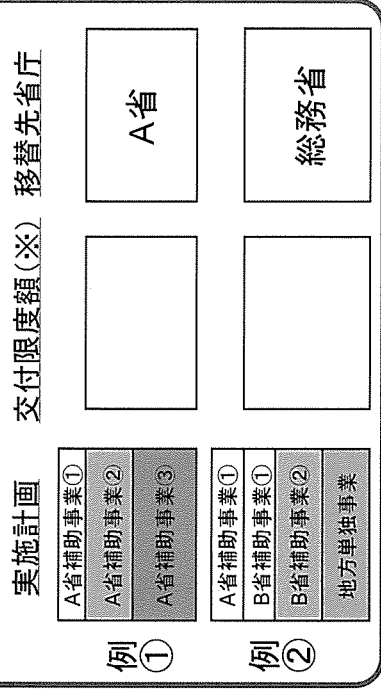 実施計画 交付限度額(※) 移替先省庁
例①
A省補助事業①
A省補助事業②
A省補助事業③
A省
例②
A省補助事業①
B省補助事業①
B省補助事業②
地方単独事業
総務省